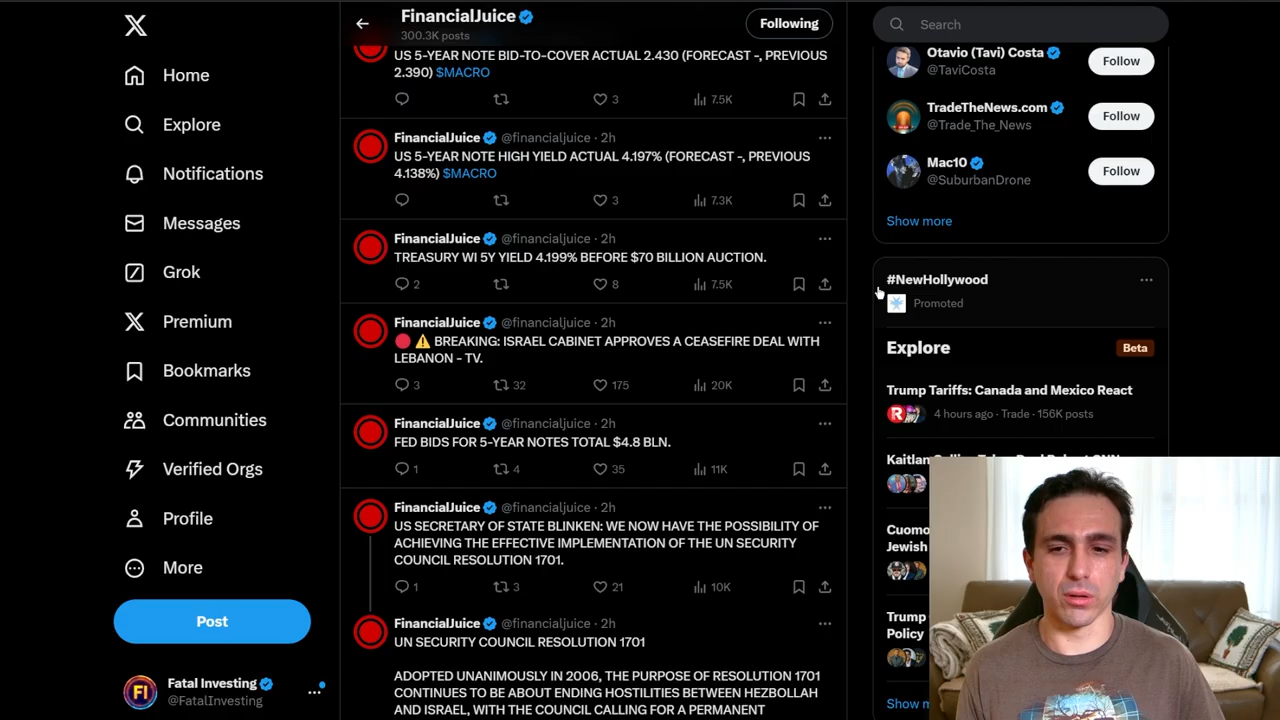 Home
Explore
Notifications
Messages
Grok
Premium
Bookmarks
Communities
Verified Orgs
Profile
More
Post
Fatal Investing
@FatalInvesting
FinancialJuice
300.3K posts
Following
US 5-YEAR NOTE BID-TO-COVER ACTUAL 2.430 (FORECAST -, PREVIOUS
2.390) $MACRO
3 7.5K
FinancialJuice @financialjuice · 2h
US 5-YEAR NOTE HIGH YIELD ACTUAL 4.197% (FORECAST -, PREVIOUS
4.138%) $MACRO
3 7.3K
FinancialJuice @financialjuice · 2h
TREASURY WI 5Y YIELD 4.199% BEFORE $70 BILLION AUCTION.
2 8 7.5K
FinancialJuice @financialjuice · 2h
🔴 ⚠️ BREAKING: ISRAEL CABINET APPROVES A CEASEFIRE DEAL WITH
LEBANON - TV.
3 32 175 20K
FinancialJuice @financialjuice · 2h
FED BIDS FOR 5-YEAR NOTES TOTAL $4.8 BLN.
1 4 35 11K
FinancialJuice @financialjuice · 2h
US SECRETARY OF STATE BLINKEN: WE NOW HAVE THE POSSIBILITY OF
ACHIEVING THE EFFECTIVE IMPLEMENTATION OF THE UN SECURITY
COUNCIL RESOLUTION 1701.
1 3 21 10K
FinancialJuice @financialjuice · 2h
UN SECURITY COUNCIL RESOLUTION 1701
ADOPTED UNANIMOUSLY IN 2006, THE PURPOSE OF RESOLUTION 1701
CONTINUES TO BE ABOUT ENDING HOSTILITIES BETWEEN HEZBOLLAH
AND ISRAEL, WITH THE COUNCIL CALLING FOR A PERMANENT
Search
Otavio (Tavi) Costa
@TaviCosta
Follow
TradeTheNews.com
@Trade_The_News
Follow
Mac10
@SuburbanDrone
Follow
Show more
#NewHollywood
Promoted
Explore
Beta
Trump Tariffs: Canada and Mexico React
4 hours ago · Trade · 156K posts
Cuomo
Jewish
Trump
Policy
Show